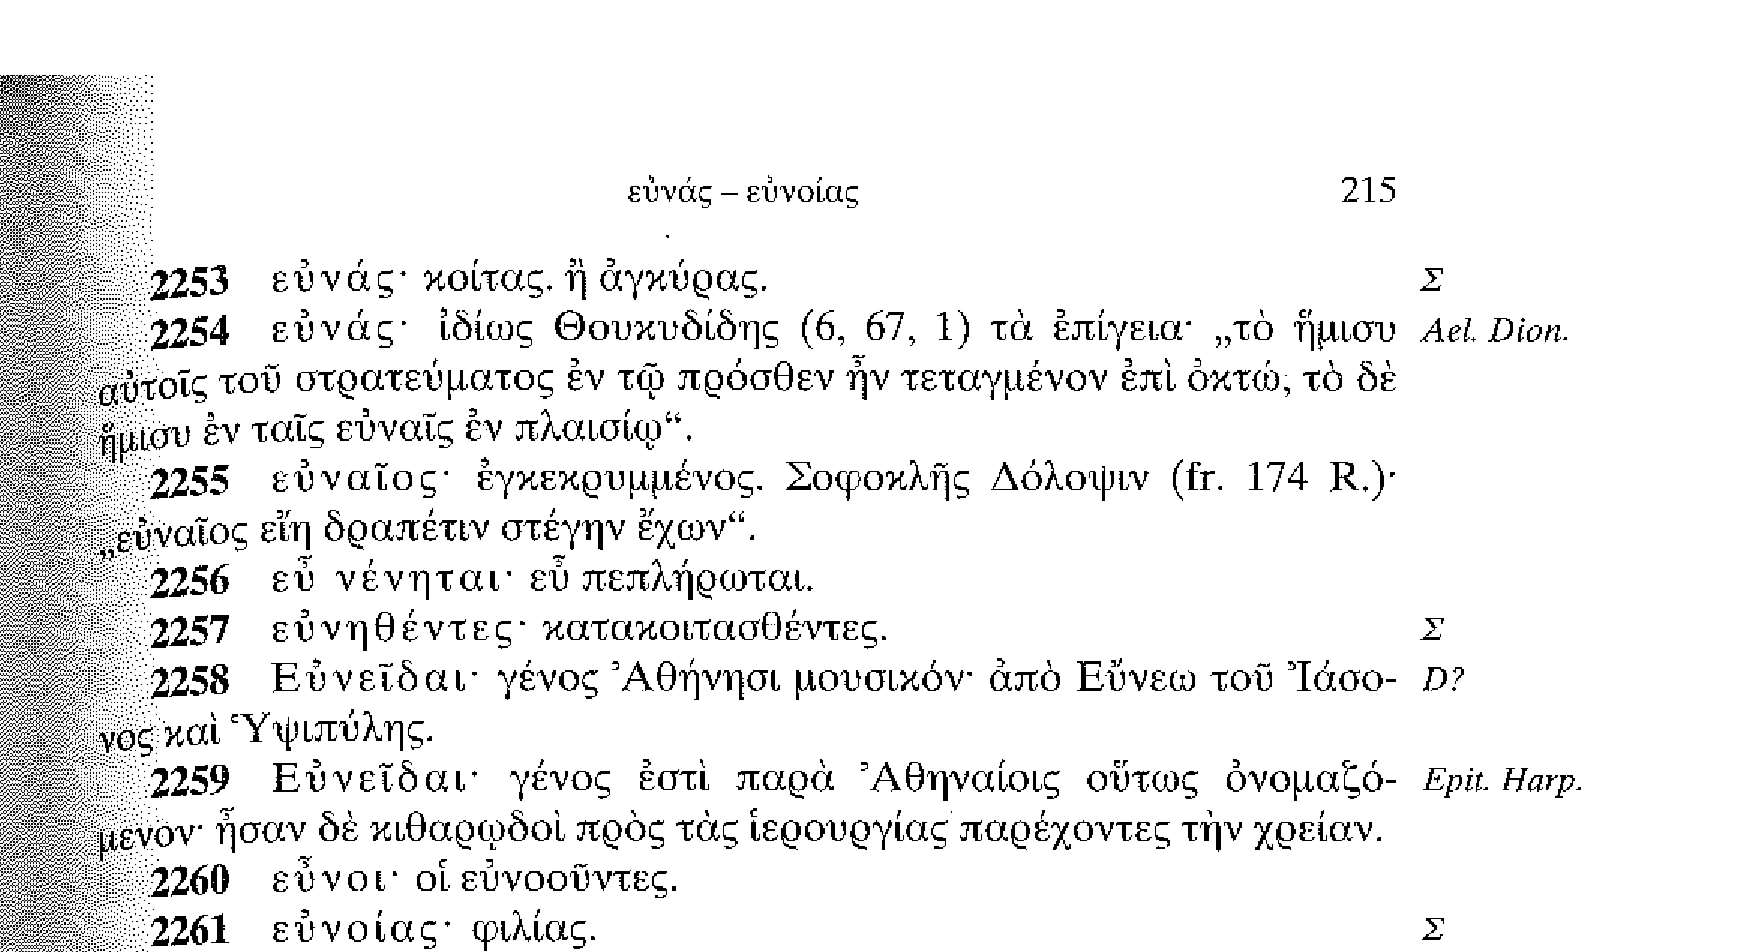 εὐνάς – εὐνοίας 215
2253 εὐνάς· κοίτας. ἢ ἀγκύρας. Σ
2254 εὐνάς· ἰδίως Θουκυδίδης (6, 67, 1) τὰ ἐπίγεια· „τὸ ἥμισυ Ael. Dion.
αὐτοῖς τοῦ στρατεύματος ἐν τῷ πρόσθεν ἦν τεταγμένον ἐπὶ ὀκτώ, τὸ δὲ
ἥμισυ ἐν ταῖς εὐναῖς ἐν πλαισίῳ“.
2255 εὐναῖος· ἐγκεκρυμμένος. Σοφοκλῆς Δόλοψιν (fr. 174 R.)·
„εὐναῖος εἴη δραπέτιν στέγην ἔχων“.
2256 εὖ νένηται· εὖ πεπλήρωται.
2257 εὐνηθέντες· κατακοιτασθέντες. Σ
2258 Εὐνεῖδαι· γένος Ἀθήνησι μουσικόν· ἀπὸ Εὔνεω τοῦ Ἰάσο- D?
νος καὶ Ὑψιπύλης.
2259 Εὐνεῖδαι· γένος ἐστὶ παρὰ Ἀθηναίοις οὕτως ὀνομαζό- Epit. Harp.
μενον· ἦσαν δὲ κιθαρῳδοὶ πρὸς τὰς ἱερουργίας παρέχοντες τὴν χρείαν.
2260 εὖνοι· οἱ εὐνοοῦντες.
2261 εὐνοίας· φιλίας. Σ